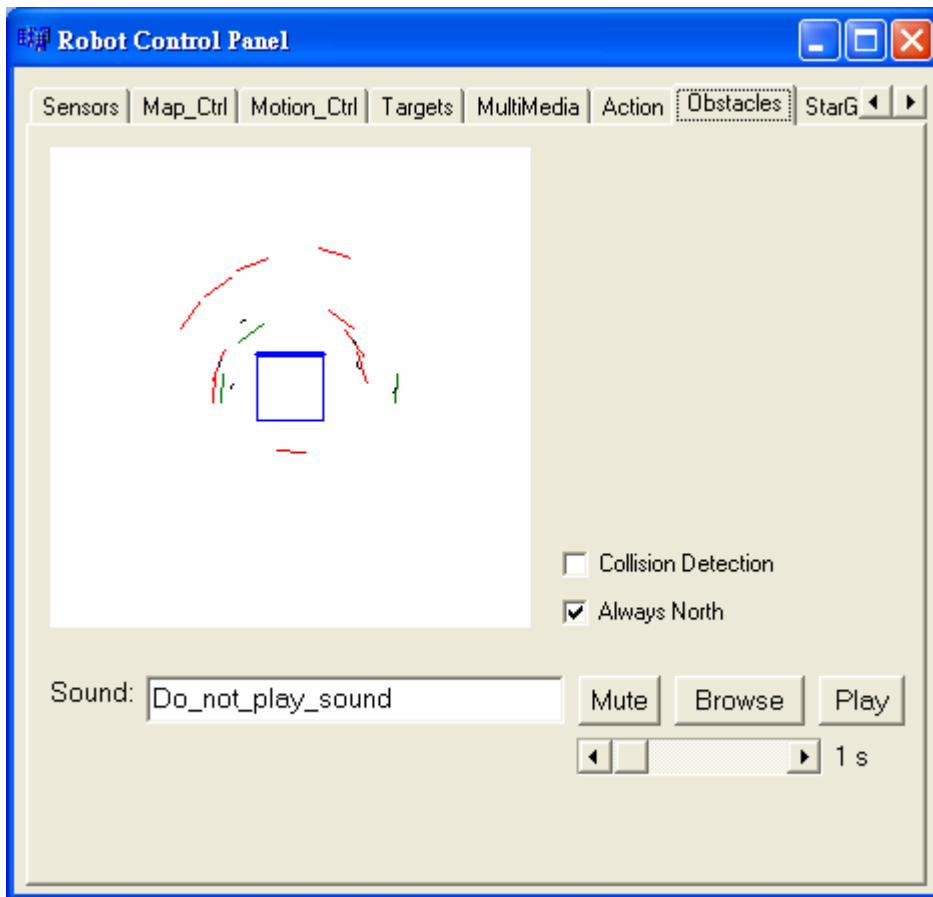 Robot Control Panel
Sensors Map_Ctrl Motion_Ctrl Targets MultiMedia Action Obstacles StarG
Collision Detection
Always North
Sound: Do_not_play_sound Mute Browse Play
1 s